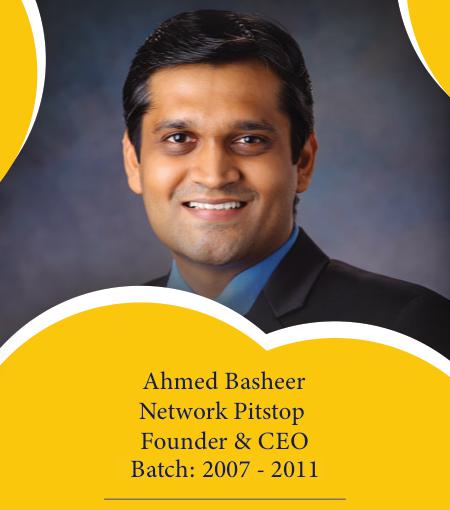 Ahmed Basheer
Network Pitstop
Founder & CEO
Batch: 2007 - 2011